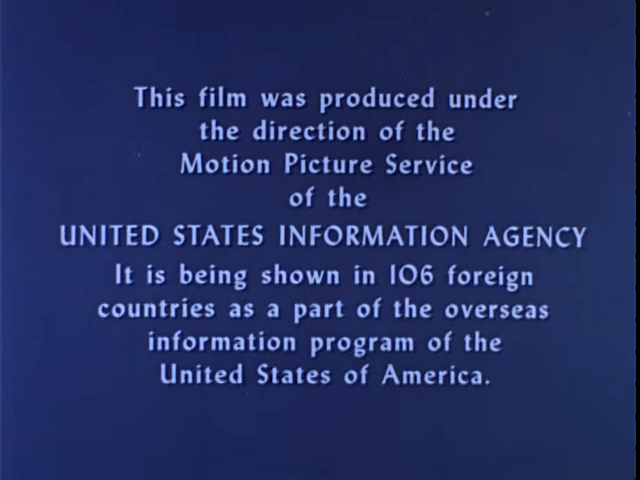 This film was produced under
the direction of the
Motion Picture Service
of the
UNITED STATES INFORMATION AGENCY
It is being shown in 106 foreign
countries as a part of the overseas
information program of the
United States of America.